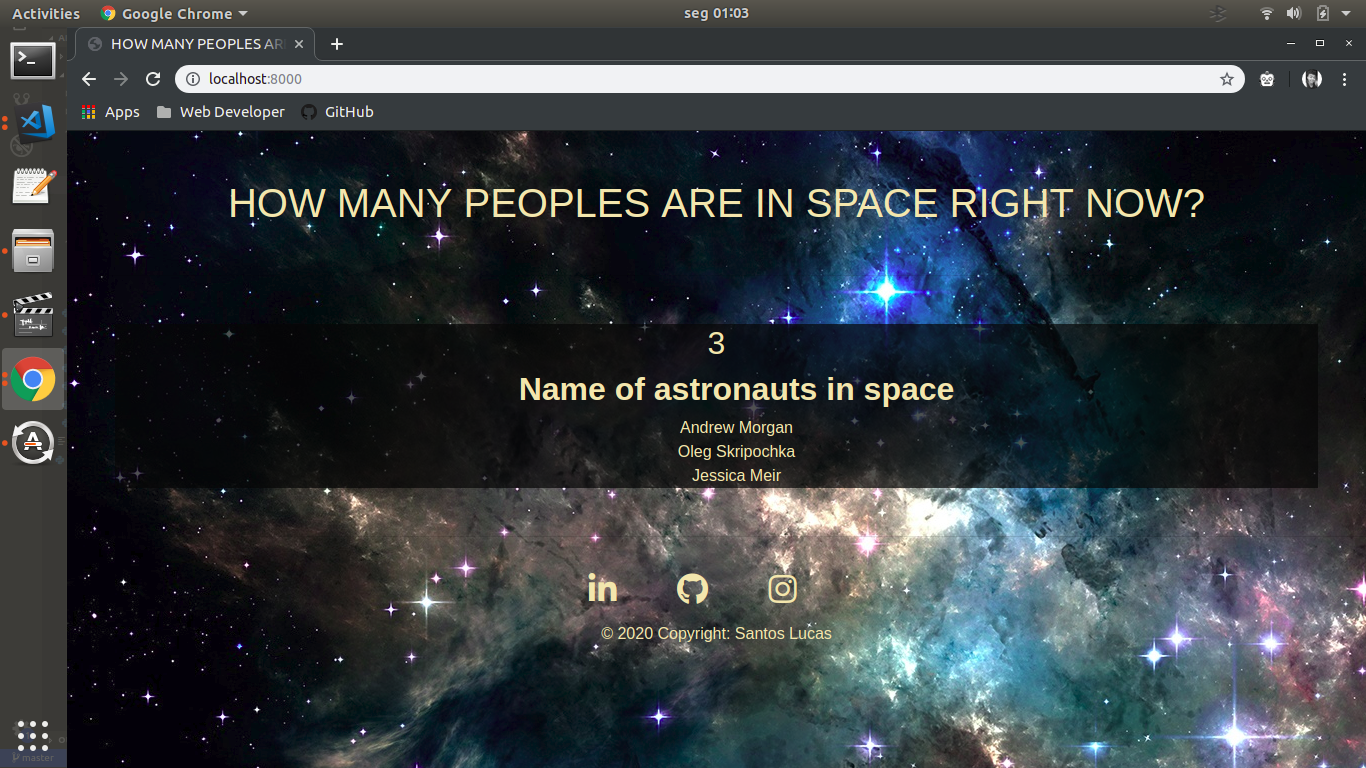 Activities
Google Chrome
seg 01:03
HOW MANY PEOPLES AR
localhost:8000
Apps
Web Developer
GitHub
HOW MANY PEOPLES ARE IN SPACE RIGHT NOW?
3
Name of astronauts in space
Andrew Morgan
Oleg Skripochka
Jessica Meir
© 2020 Copyright: Santos Lucas
master